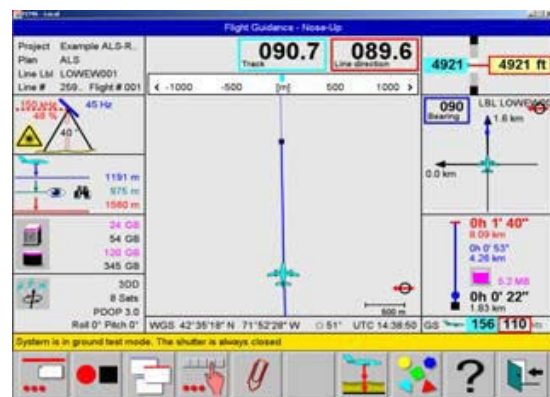 Flight Guidance - Nose-Up
Project Example ALS-R..
Plan ALS
Line Lbl LOWEW001
Line # 259.. Flight # 001
090.7
Track
089.6
Line direction
-1000 -500 [m] 500 1000
4921 4921 ft
150 kHz 45 Hz
48 %
40°
090
Bearing
LBL LOWEW
1.6 km
0.0 km
1191 m
975 m
1560 m
24 GB
54 GB
120 GB
345 GB
3DD
8 Sats
PDOP 3.0
Roll 0° Pitch 0°
0h 1' 40"
8.09 km
0h 0' 53"
4.26 km
5.2 MB
0h 0' 22"
1.83 km
600 m
WGS 42°35'18" N 71°52'28" W 51° UTC 14:38:50
GS 156 110 kts
System is in ground test mode. The shutter is always closed
?